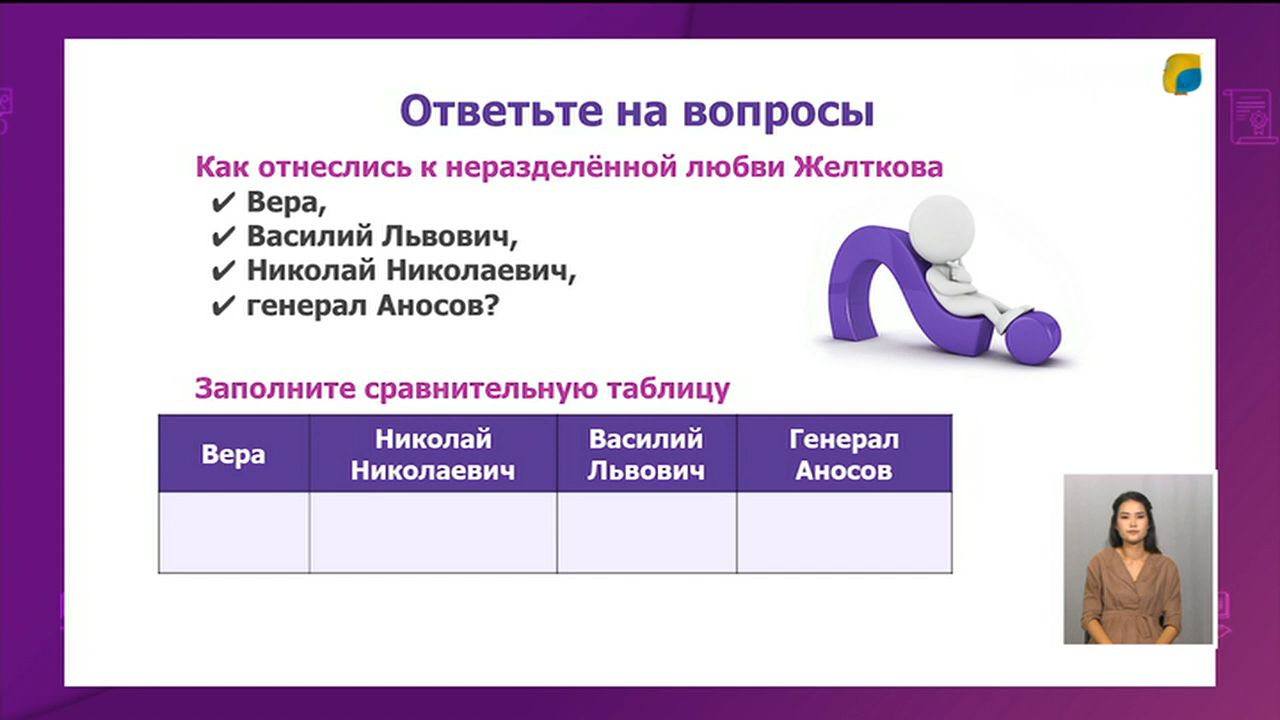 Ответьте на вопросы
Как отнеслись к неразделённой любви Желткова
✔ Вера,
✔ Василий Львович,
✔ Николай Николаевич,
✔ генерал Аносов?
Заполните сравнительную таблицу
Вера
Николай
Николаевич
Василий
Львович
Генерал
Аносов